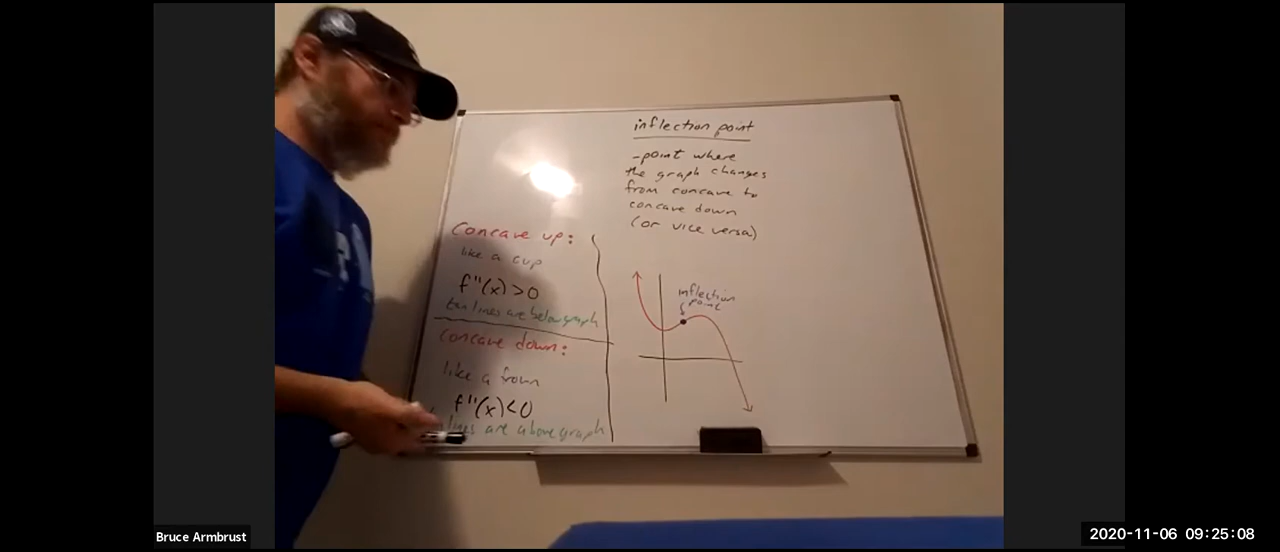 inflection point
-point where
the graph changes
from concave to
concave down
(or vice versa)
concave up:
like a cup
f"(x) > 0
tan lines are below graph
concave down:
like a frown
f"(x) < 0
lines are above graph
inflection
point
Bruce Armbrust
2020-11-06 09:25:08